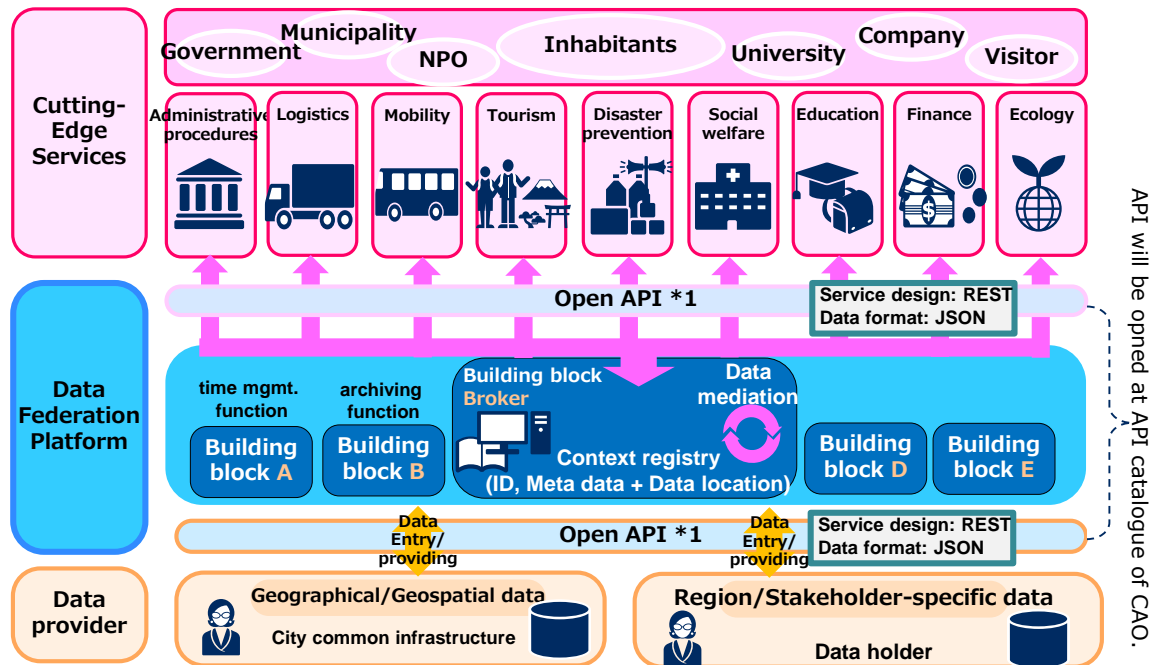 Cutting-
Edge
Services
Government
Municipality
NPO
Inhabitants
University
Company
Visitor
Administrative
procedures
Logistics
Mobility
Tourism
Disaster
prevention
Social
welfare
Education
Finance
Ecology
Data
Federation
Platform
Open API *1
Service design: REST
Data format: JSON
time mgmt.
function
Building
block A
archiving
function
Building
block B
Building block
Broker
Data
mediation
Context registry
(ID, Meta data + Data location)
Building
block D
Building
block E
Data
Entry/
providing
Open API *1
Data
Entry/
providing
Service design: REST
Data format: JSON
Data
provider
Geographical/Geospatial data
City common infrastructure
Region/Stakeholder-specific data
Data holder
API will be opned at API catalogue of CAO.